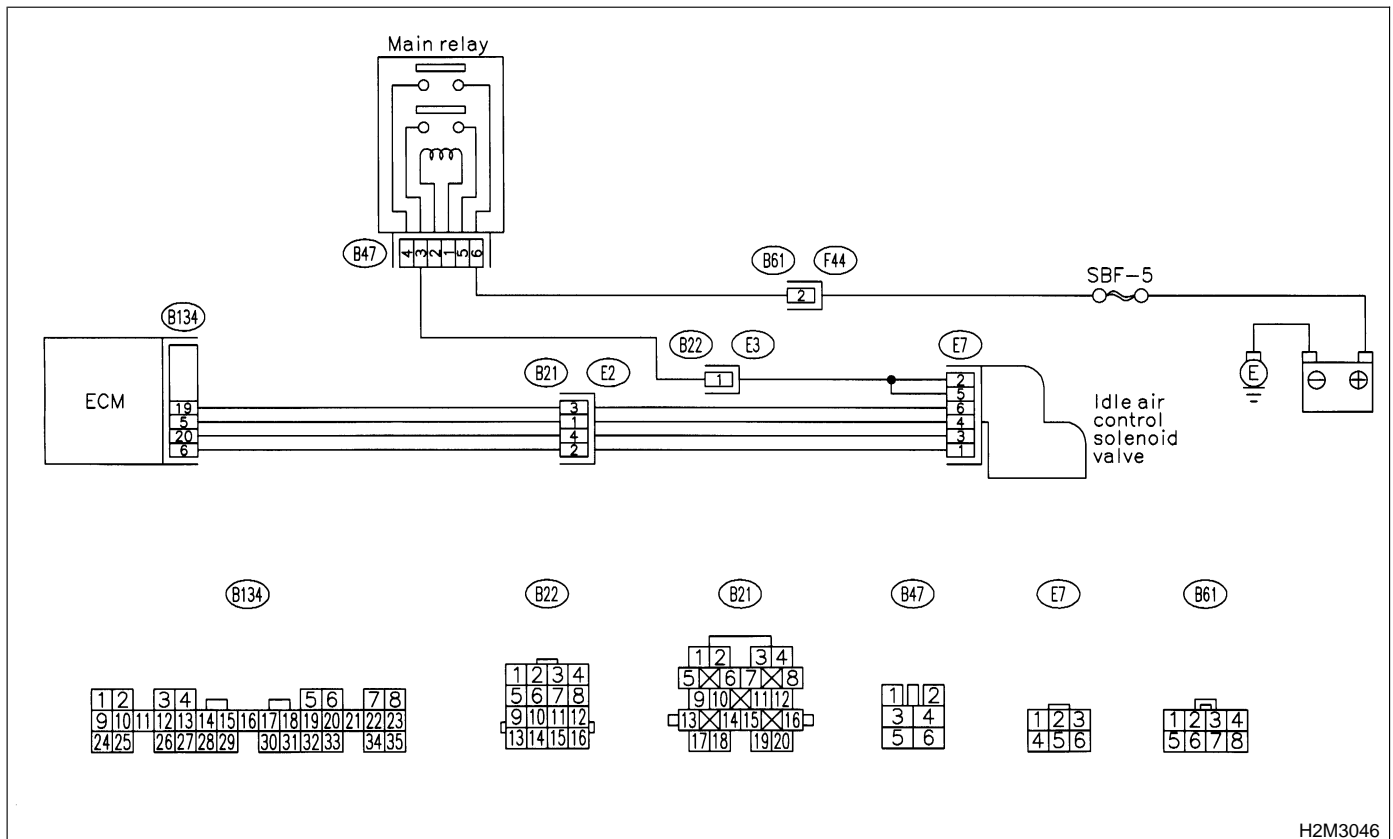 Main relay
B47
4 3 2 1 5 6
B61 F44
2
SBF-5
B134
B22 E3
1
E7
B21 E2
ECM
19
5
20
6
3
1
4
2
2
5
6
4
3
1
E
⊖ ⊕
Idle air
control
solenoid
valve
B134
1 2 3 4 5 6 7 8
9 10 11 12 13 14 15 16 17 18 19 20 21 22 23
24 25 26 27 28 29 30 31 32 33 34 35
B22
1 2 3 4
5 6 7 8
9 10 11 12
13 14 15 16
B21
1 2 3 4
5 6 7 8
9 10 11 12
13 14 15 16
17 18 19 20
B47
1 2
3 4
5 6
E7
1 2 3
4 5 6
B61
1 2 3 4
5 6 7 8
H2M3046